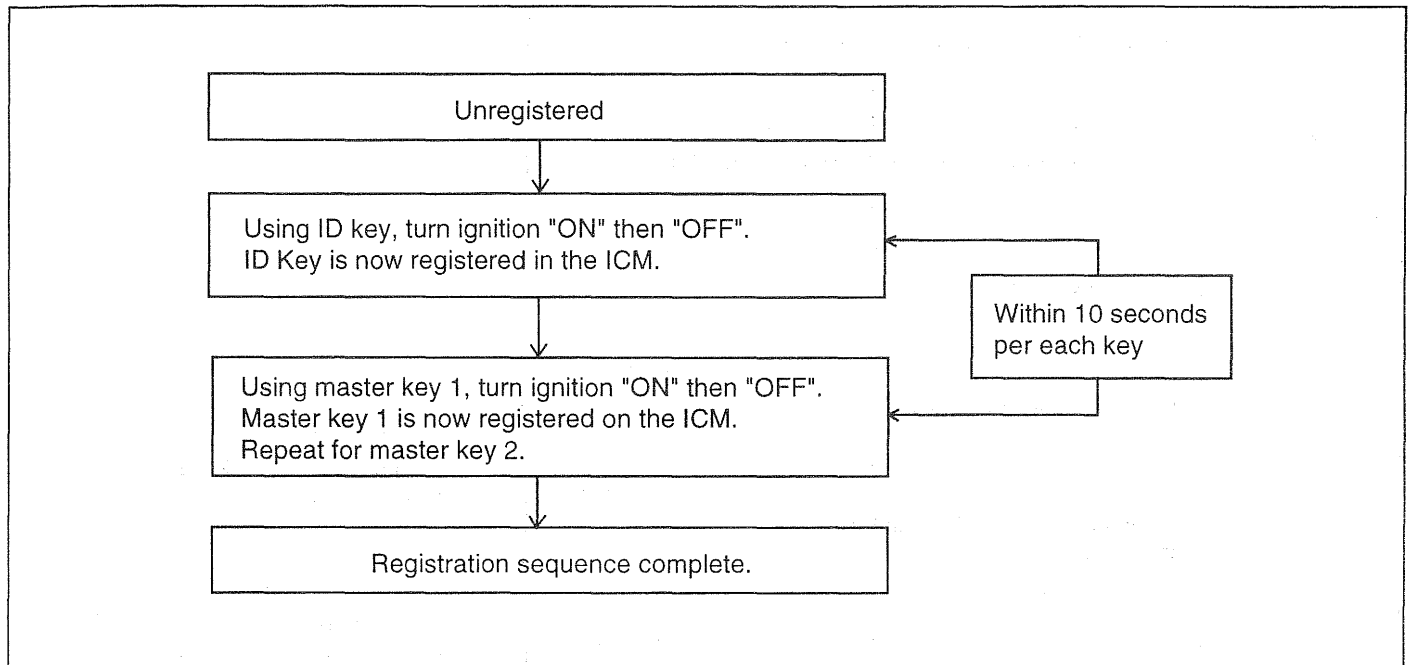 Unregistered
Using ID key, turn ignition "ON" then "OFF".
ID Key is now registered in the ICM.
Within 10 seconds
per each key
Using master key 1, turn ignition "ON" then "OFF".
Master key 1 is now registered on the ICM.
Repeat for master key 2.
Registration sequence complete.